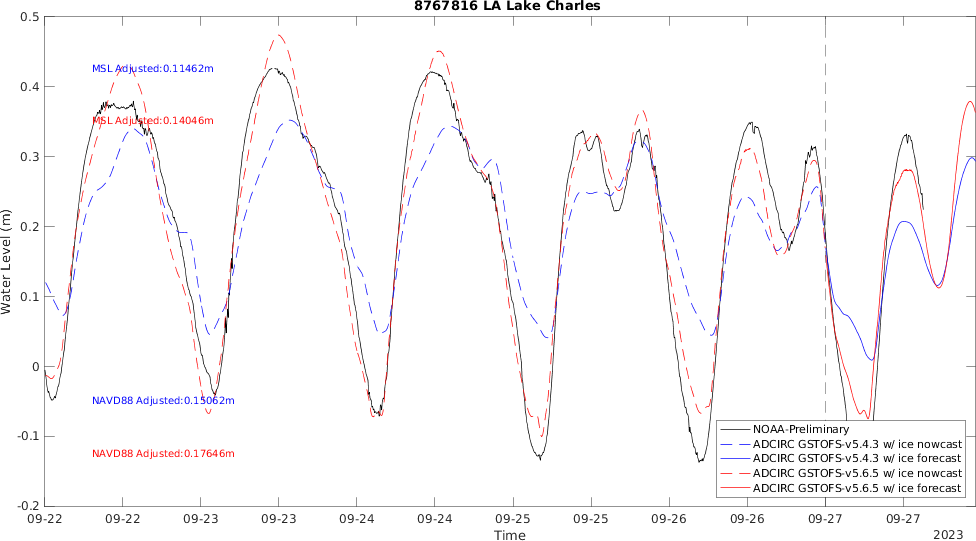 8767816 LA Lake Charles
0.5
0.4
0.3
0.2
0.1
0
-0.1
-0.2
Water Level (m)
MSL Adjusted:0.11462m
MSL Adjusted:0.14046m
NAVD88 Adjusted:0.15062m
NAVD88 Adjusted:0.17646m
NOAA-Preliminary
ADCIRC GSTOFS-v5.4.3 w/ ice nowcast
ADCIRC GSTOFS-v5.4.3 w/ ice forecast
ADCIRC GSTOFS-v5.6.5 w/ ice nowcast
ADCIRC GSTOFS-v5.6.5 w/ ice forecast
09-22 09-22 09-23 09-23 09-24 09-24 09-25 09-25 09-26 09-26 09-27 09-27
Time
2023